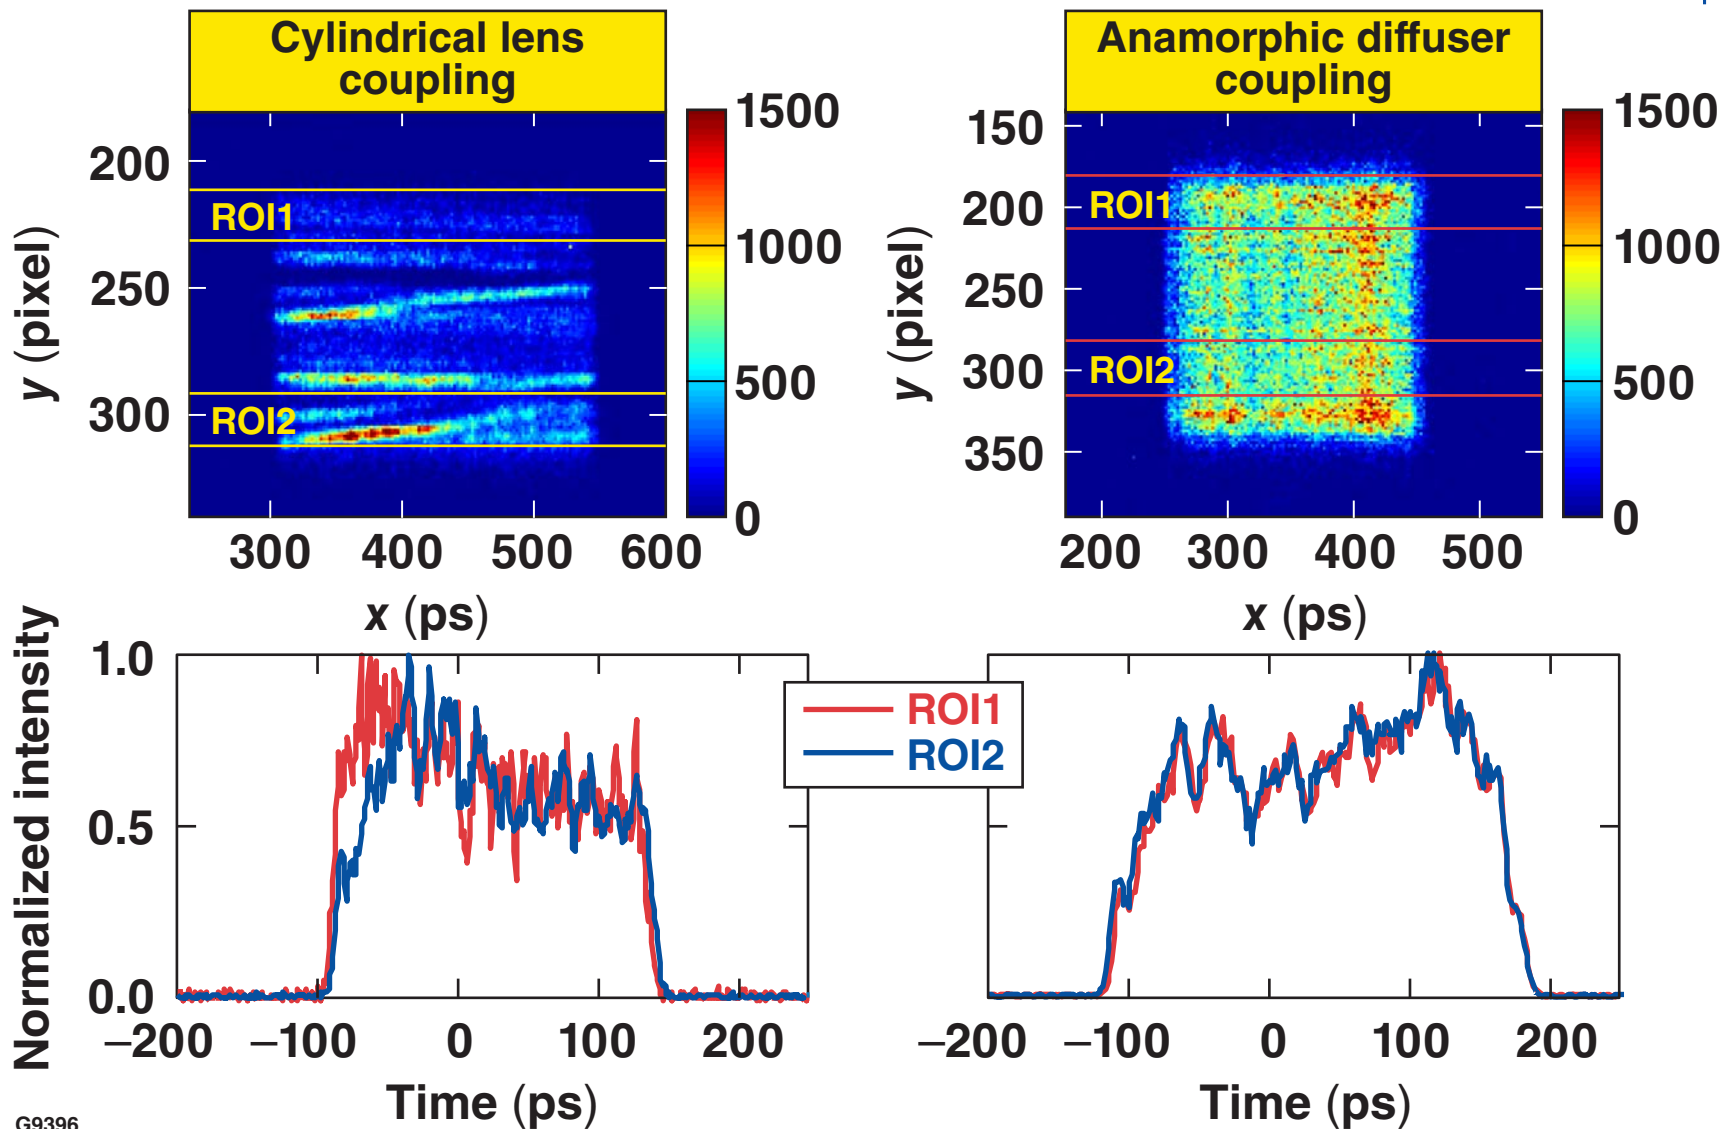 Cylindrical lens
coupling
1500
1000
500
0
200
250
300
y (pixel)
ROI1
ROI2
300
400
500
600
x (ps)
Anamorphic diffuser
coupling
1500
1000
500
0
150
200
250
300
350
y (pixel)
ROI1
ROI2
200
300
400
500
x (ps)
Normalized intensity
1.0
0.5
0.0
–200
–100
0
100
200
Time (ps)
ROI1
ROI2
–200
–100
0
100
200
Time (ps)
G9396